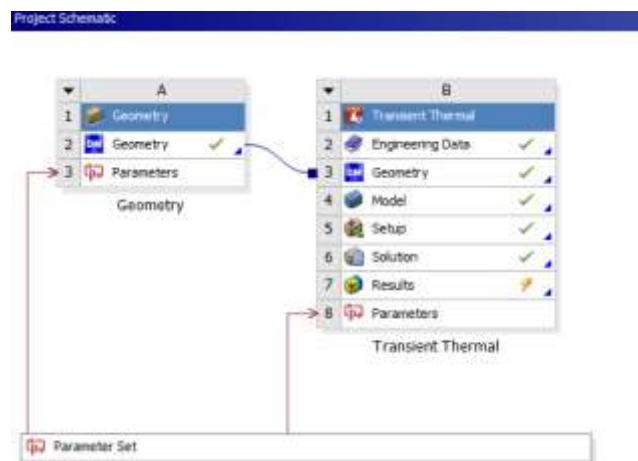 Project Schematic
A
1 Geometry
2 Geometry
3 Parameters
Geometry
B
1 Transient Thermal
2 Engineering Data
3 Geometry
4 Model
5 Setup
6 Solution
7 Results
8 Parameters
Transient Thermal
Parameter Set